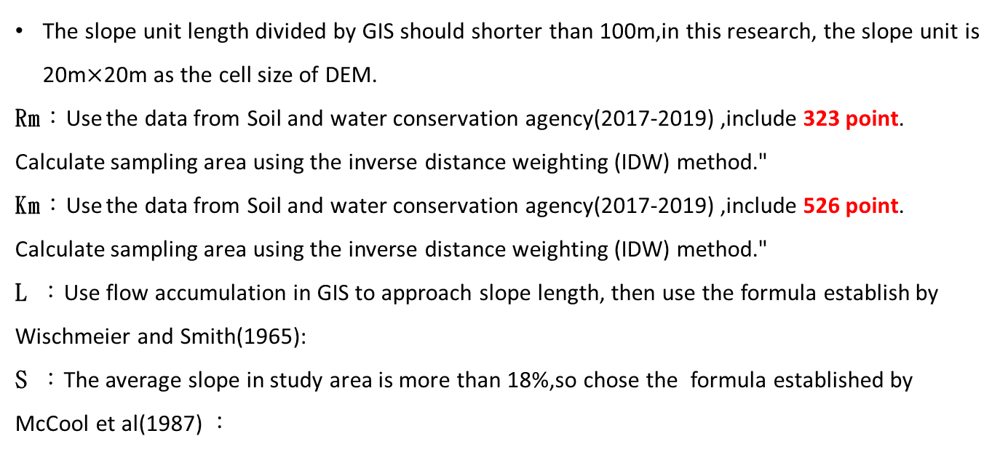 • The slope unit length divided by GIS should shorter than 100m,in this research, the slope unit is
20m×20m as the cell size of DEM.
Rm：Use the data from Soil and water conservation agency(2017-2019) ,include 323 point.
Calculate sampling area using the inverse distance weighting (IDW) method."
Km：Use the data from Soil and water conservation agency(2017-2019) ,include 526 point.
Calculate sampling area using the inverse distance weighting (IDW) method."
L ：Use flow accumulation in GIS to approach slope length, then use the formula establish by
Wischmeier and Smith(1965):
S ：The average slope in study area is more than 18%,so chose the  formula established by
McCool et al(1987) ：